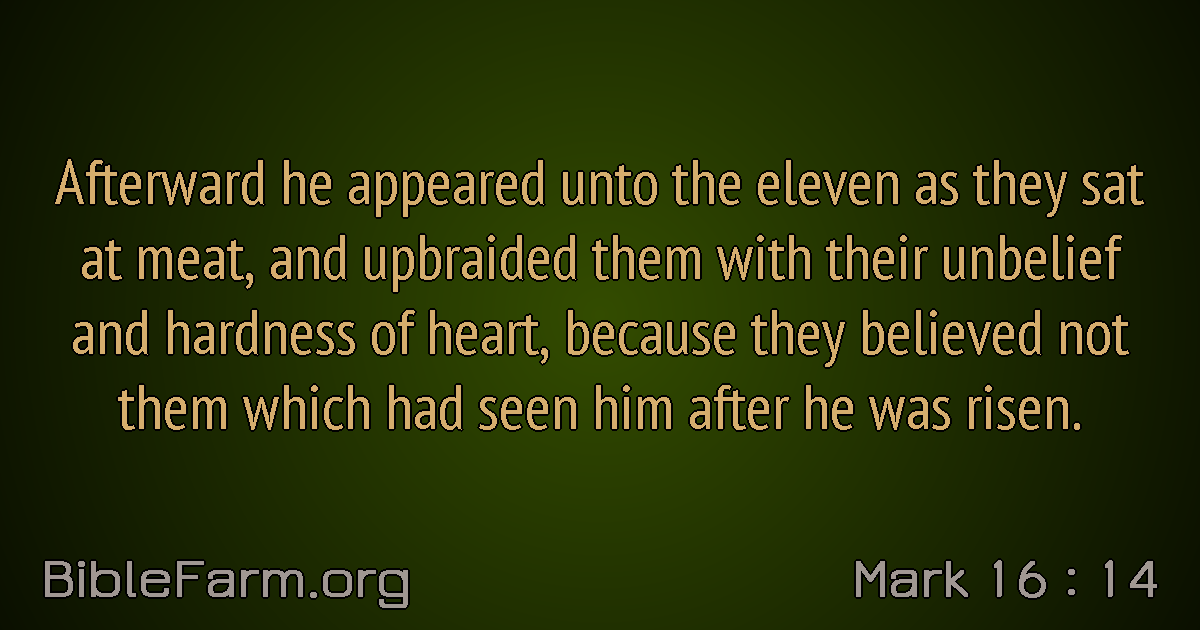 Afterward he appeared unto the eleven as they sat
at meat, and upbraided them with their unbelief
and hardness of heart, because they believed not
them which had seen him after he was risen.
BibleFarm.org
Mark 16 : 14